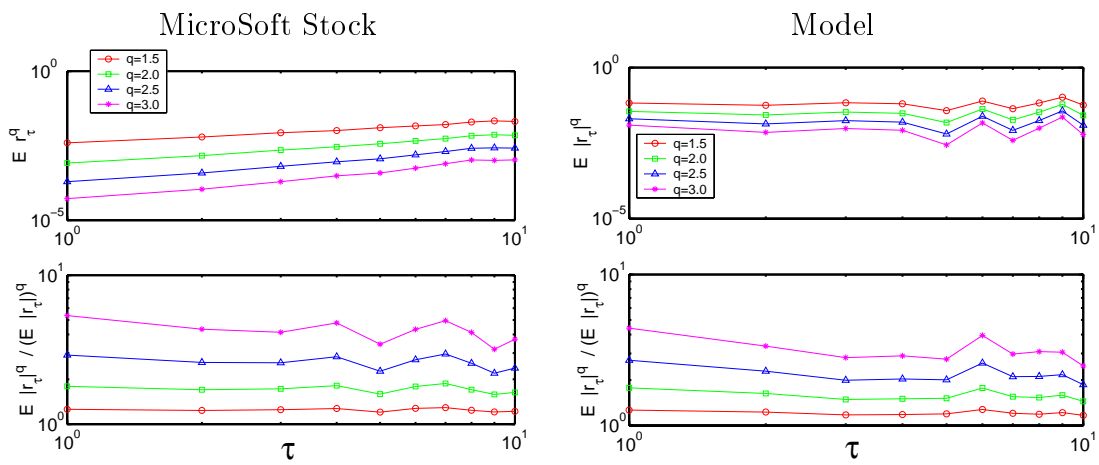 MicroSoft Stock
Model
q=1.5
q=2.0
q=2.5
q=3.0
10^0
10^-5
E r_τ^q
10^0
10^1
10^0
10^-5
E |r_τ|^q
q=1.5
q=2.0
q=2.5
q=3.0
10^0
10^1
10^1
10^0
E |r_τ|^q / (E |r_τ|)^q
10^0
τ
10^1
10^1
10^0
E |r_τ|^q / (E |r_τ|)^q
10^0
τ
10^1